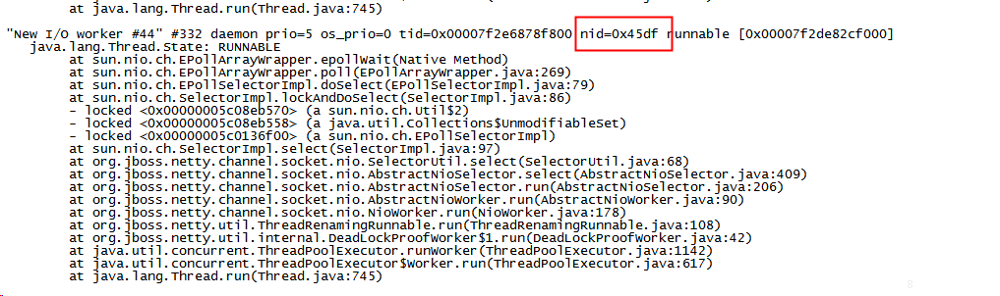 at java.lang.Thread.run(Thread.java:745)
"New I/O worker #44" #332 daemon prio=5 os_prio=0 tid=0x00007f2e6878f800 nid=0x45df runnable [0x00007f2de82cf000]
java.lang.Thread.State: RUNNABLE
at sun.nio.ch.EPollArrayWrapper.epollWait(Native Method)
at sun.nio.ch.EPollArrayWrapper.poll(EPollArrayWrapper.java:269)
at sun.nio.ch.EPollSelectorImpl.doSelect(EPollSelectorImpl.java:79)
at sun.nio.ch.SelectorImpl.lockAndDoSelect(SelectorImpl.java:86)
- locked <0x00000005c08eb570> (a sun.nio.ch.Util$2)
- locked <0x00000005c08eb558> (a java.util.Collections$UnmodifiableSet)
- locked <0x00000005c0136f00> (a sun.nio.ch.EPollSelectorImpl)
at sun.nio.ch.SelectorImpl.select(SelectorImpl.java:97)
at org.jboss.netty.channel.socket.nio.SelectorUtil.select(SelectorUtil.java:68)
at org.jboss.netty.channel.socket.nio.AbstractNioSelector.select(AbstractNioSelector.java:409)
at org.jboss.netty.channel.socket.nio.AbstractNioSelector.run(AbstractNioSelector.java:206)
at org.jboss.netty.channel.socket.nio.AbstractNioWorker.run(AbstractNioWorker.java:90)
at org.jboss.netty.channel.socket.nio.NioWorker.run(NioWorker.java:178)
at org.jboss.netty.util.ThreadRenamingRunnable.run(ThreadRenamingRunnable.java:108)
at org.jboss.netty.util.internal.DeadLockProofWorker$1.run(DeadLockProofWorker.java:42)
at java.util.concurrent.ThreadPoolExecutor.runWorker(ThreadPoolExecutor.java:1142)
at java.util.concurrent.ThreadPoolExecutor$Worker.run(ThreadPoolExecutor.java:617)
at java.lang.Thread.run(Thread.java:745)